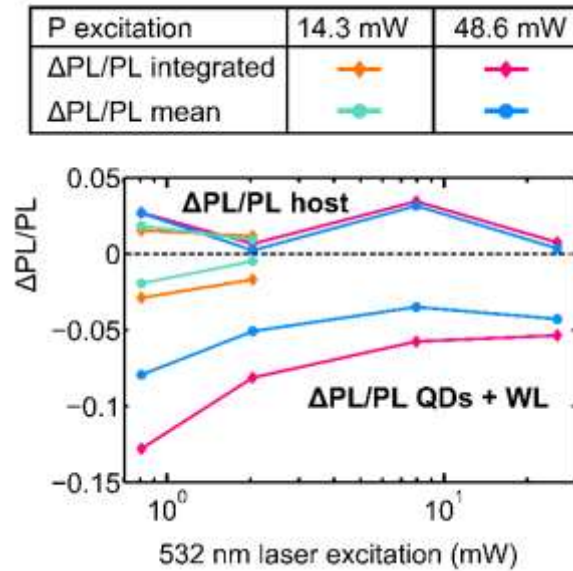 P excitation 14.3 mW 48.6 mW
ΔPL/PL integrated
ΔPL/PL mean
0.05
ΔPL/PL host
0
−0.05
ΔPL/PL QDs + WL
−0.1
−0.15
ΔPL/PL
10⁰ 10¹
532 nm laser excitation (mW)